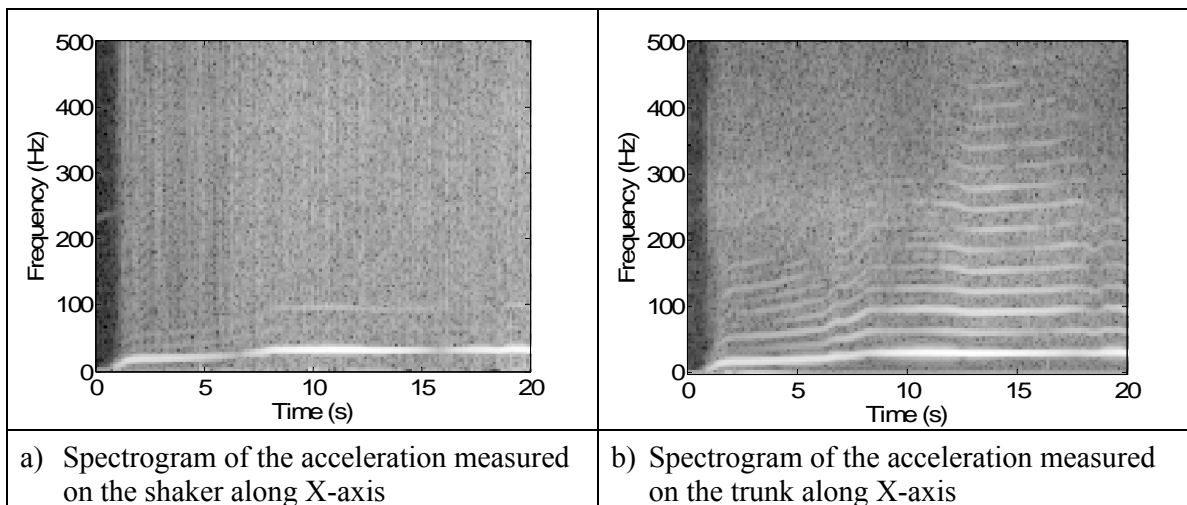 500
400
300
200
100
0
Frequency (Hz)
0 5 10 15 20
Time (s)
500
400
300
200
100
0
Frequency (Hz)
0 5 10 15 20
Time (s)
a) Spectrogram of the acceleration measured
on the shaker along X-axis
b) Spectrogram of the acceleration measured
on the trunk along X-axis